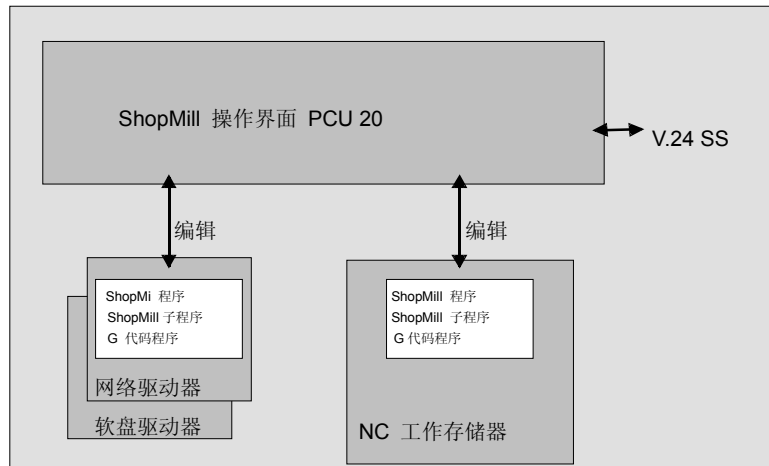 ShopMill 操作界面 PCU 20
V.24 SS
编辑
编辑
ShopMi 程序
ShopMill 子程序
G 代码程序
网络驱动器
软盘驱动器
ShopMill 程序
ShopMill 子程序
G 代码程序
NC 工作存储器